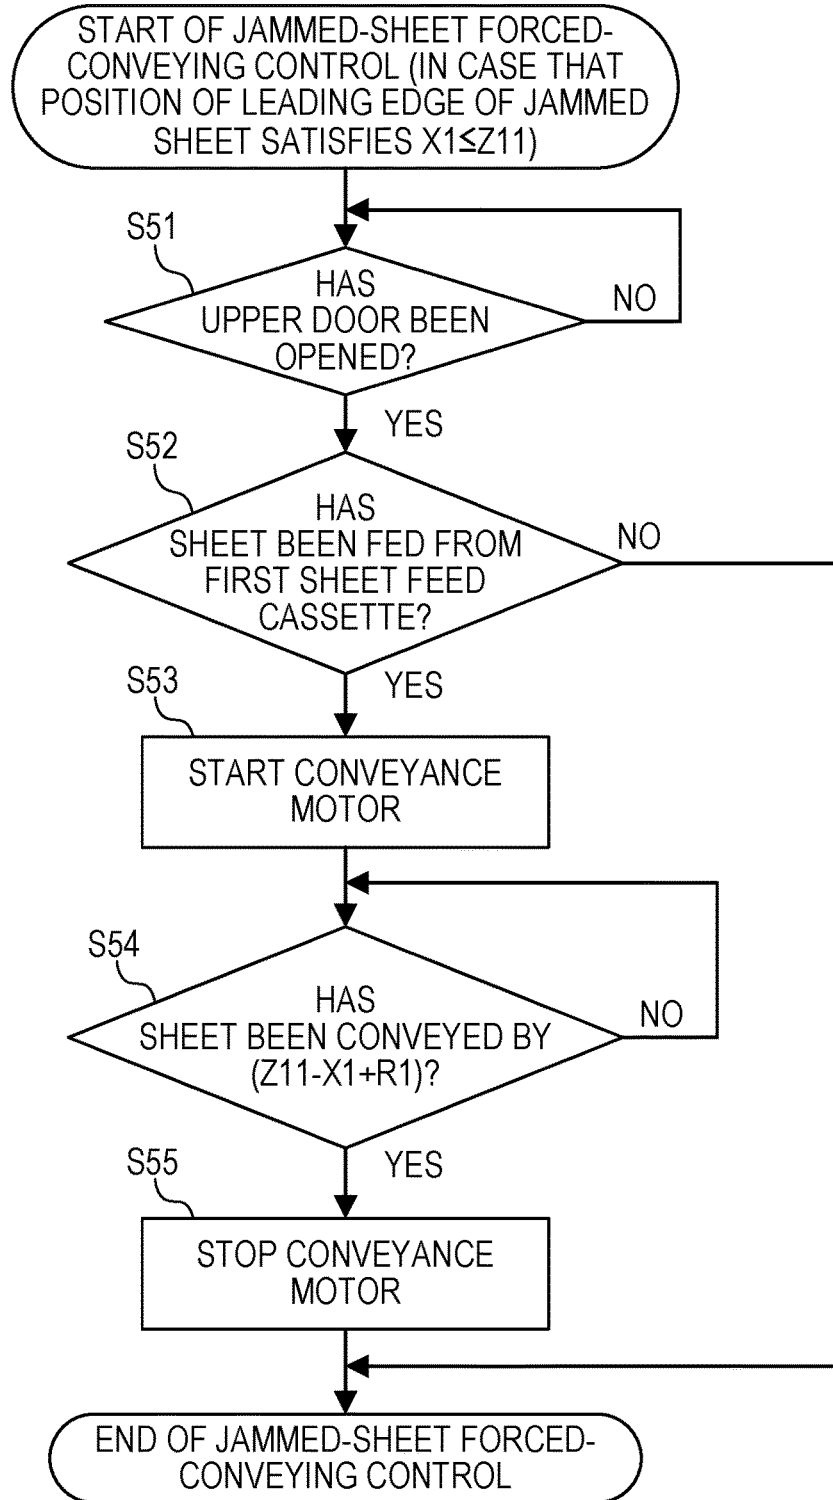 START OF JAMMED-SHEET FORCED-
CONVEYING CONTROL (IN CASE THAT
POSITION OF LEADING EDGE OF JAMMED
SHEET SATISFIES X1≤Z11)
S51
HAS
UPPER DOOR BEEN
OPENED?
NO
YES
S52
HAS
SHEET BEEN FED FROM
FIRST SHEET FEED
CASSETTE?
NO
YES
S53
START CONVEYANCE
MOTOR
S54
HAS
SHEET BEEN CONVEYED BY
(Z11-X1+R1)?
NO
YES
S55
STOP CONVEYANCE
MOTOR
END OF JAMMED-SHEET FORCED-
CONVEYING CONTROL